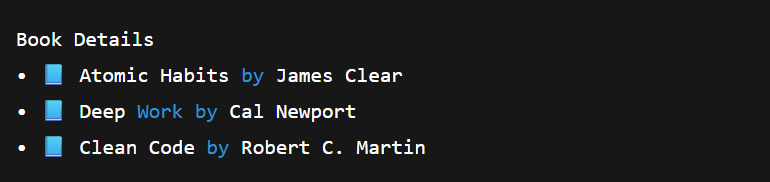 Book Details
• 📘 Atomic Habits by James Clear
• 📘 Deep Work by Cal Newport
• 📘 Clean Code by Robert C. Martin